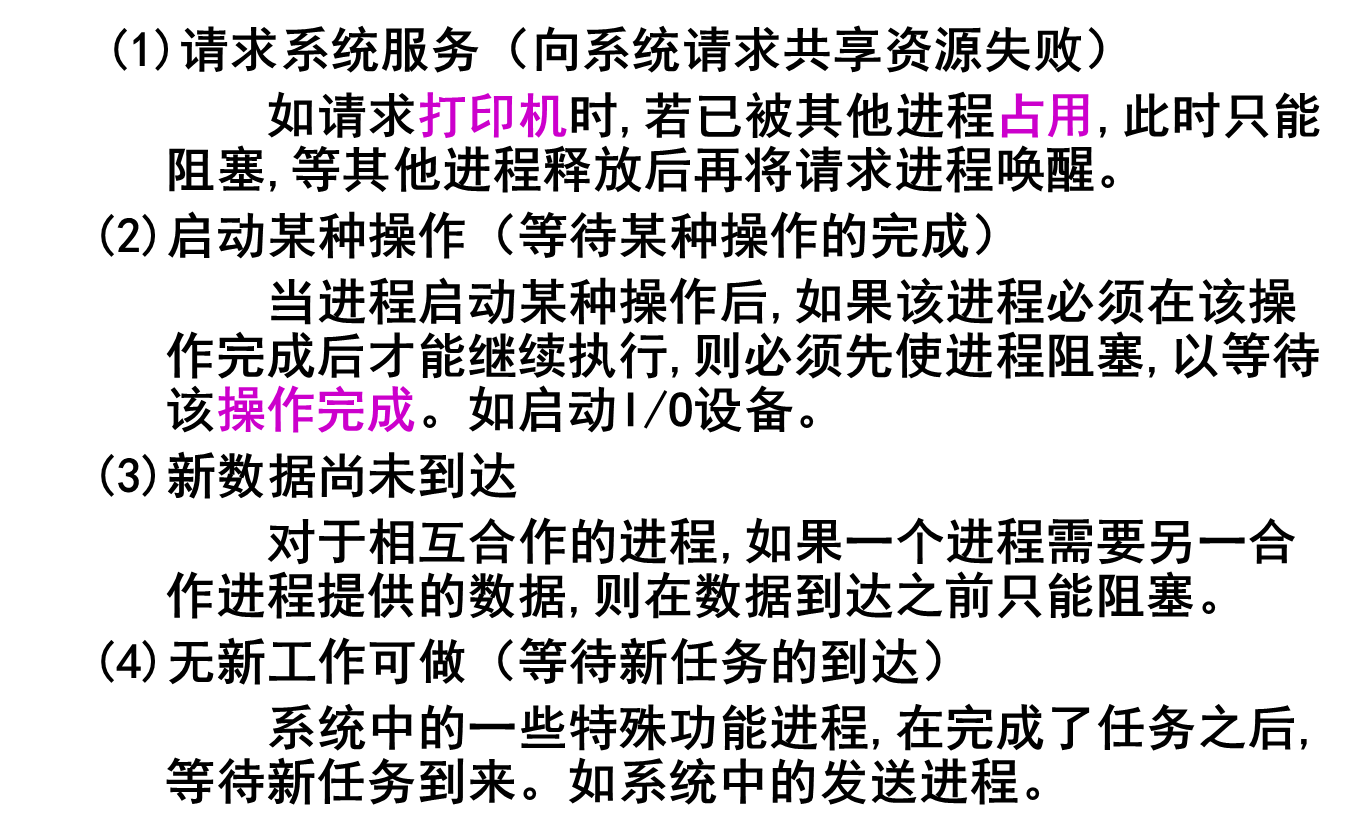 (1)请求系统服务（向系统请求共享资源失败）
如请求打印机时,若已被其他进程占用,此时只能
阻塞,等其他进程释放后再将请求进程唤醒。
(2)启动某种操作（等待某种操作的完成）
当进程启动某种操作后,如果该进程必须在该操
作完成后才能继续执行,则必须先使进程阻塞,以等待
该操作完成。如启动I/O设备。
(3)新数据尚未到达
对于相互合作的进程,如果一个进程需要另一合
作进程提供的数据,则在数据到达之前只能阻塞。
(4)无新工作可做（等待新任务的到达）
系统中的一些特殊功能进程,在完成了任务之后,
等待新任务到来。如系统中的发送进程。